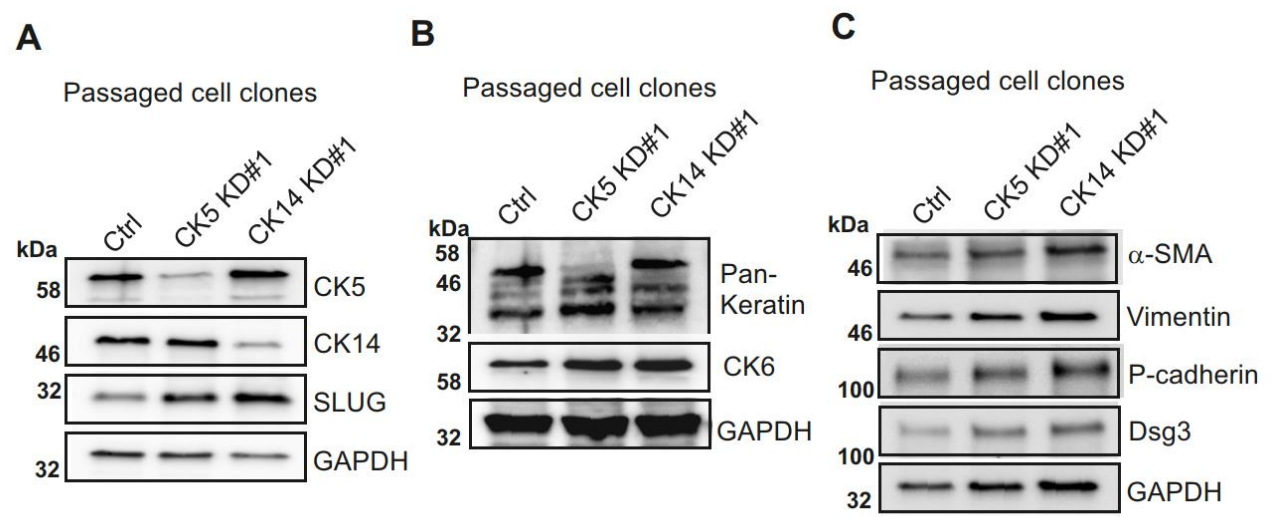 A
Passaged cell clones
Ctrl
CK5 KD#1
CK14 KD#1
kDa
58
CK5
46
CK14
32
SLUG
32
GAPDH
B
Passaged cell clones
Ctrl
CK5 KD#1
CK14 KD#1
kDa
58
46
Pan-
Keratin
32
58
CK6
32
GAPDH
C
Passaged cell clones
Ctrl
CK5 KD#1
CK14 KD#1
kDa
46
α-SMA
46
Vimentin
100
P-cadherin
100
Dsg3
32
GAPDH